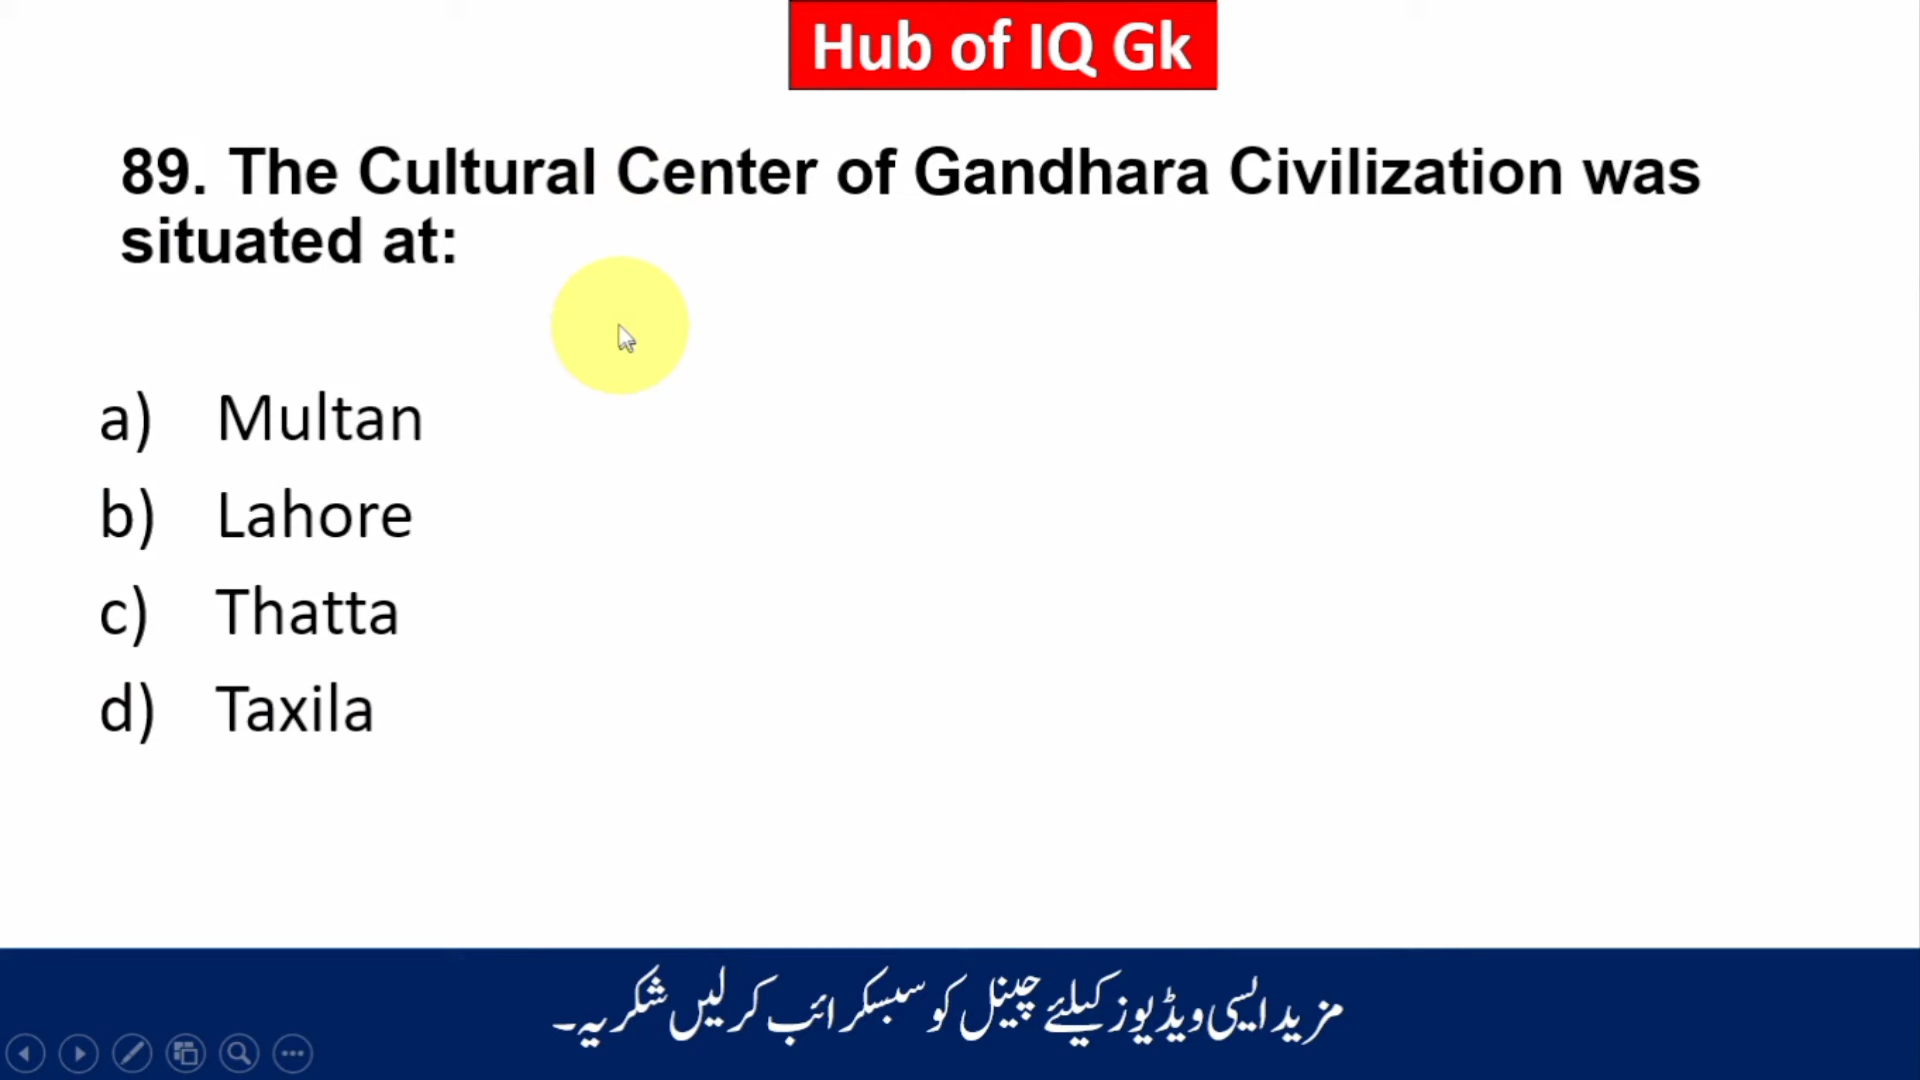 Hub of IQ Gk
89. The Cultural Center of Gandhara Civilization was
situated at:
a) Multan
b) Lahore
c) Thatta
d) Taxila
مزید ایسی ویڈیوز کیلئے چینل کو سبسکرائب کر لیں شکریہ۔